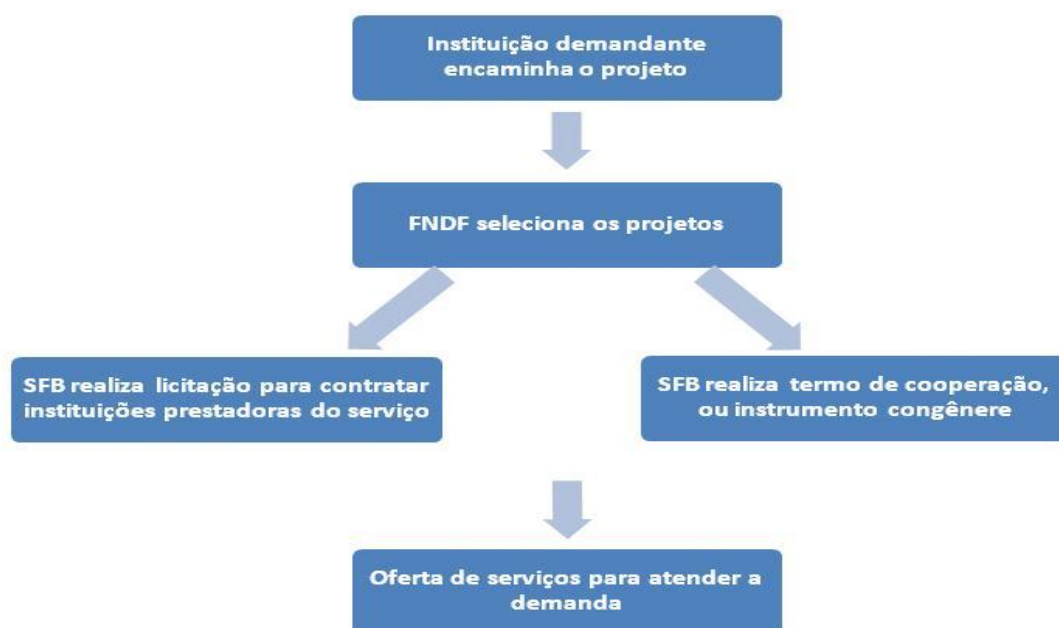 Instituição demandante
encaminha o projeto
FNDF seleciona os projetos
SFB realiza licitação para contratar
instituições prestadoras do serviço
SFB realiza termo de cooperação,
ou instrumento congênere
Oferta de serviços para atender a
demanda